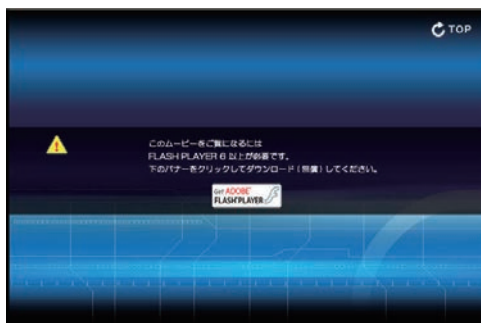 TOP
このムービーをご覧になるには
FLASH PLAYER 6 以上が必要です。
下のバナーをクリックしてダウンロード(無償)してください。
Get ADOBE®
FLASH® PLAYER